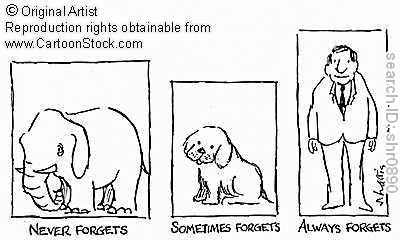 © Original Artist
Reproduction rights obtainable from
www.CartoonStock.com
NEVER FORGETS
SOMETIMES FORGETS
ALWAYS FORGETS
search ID: shr0890